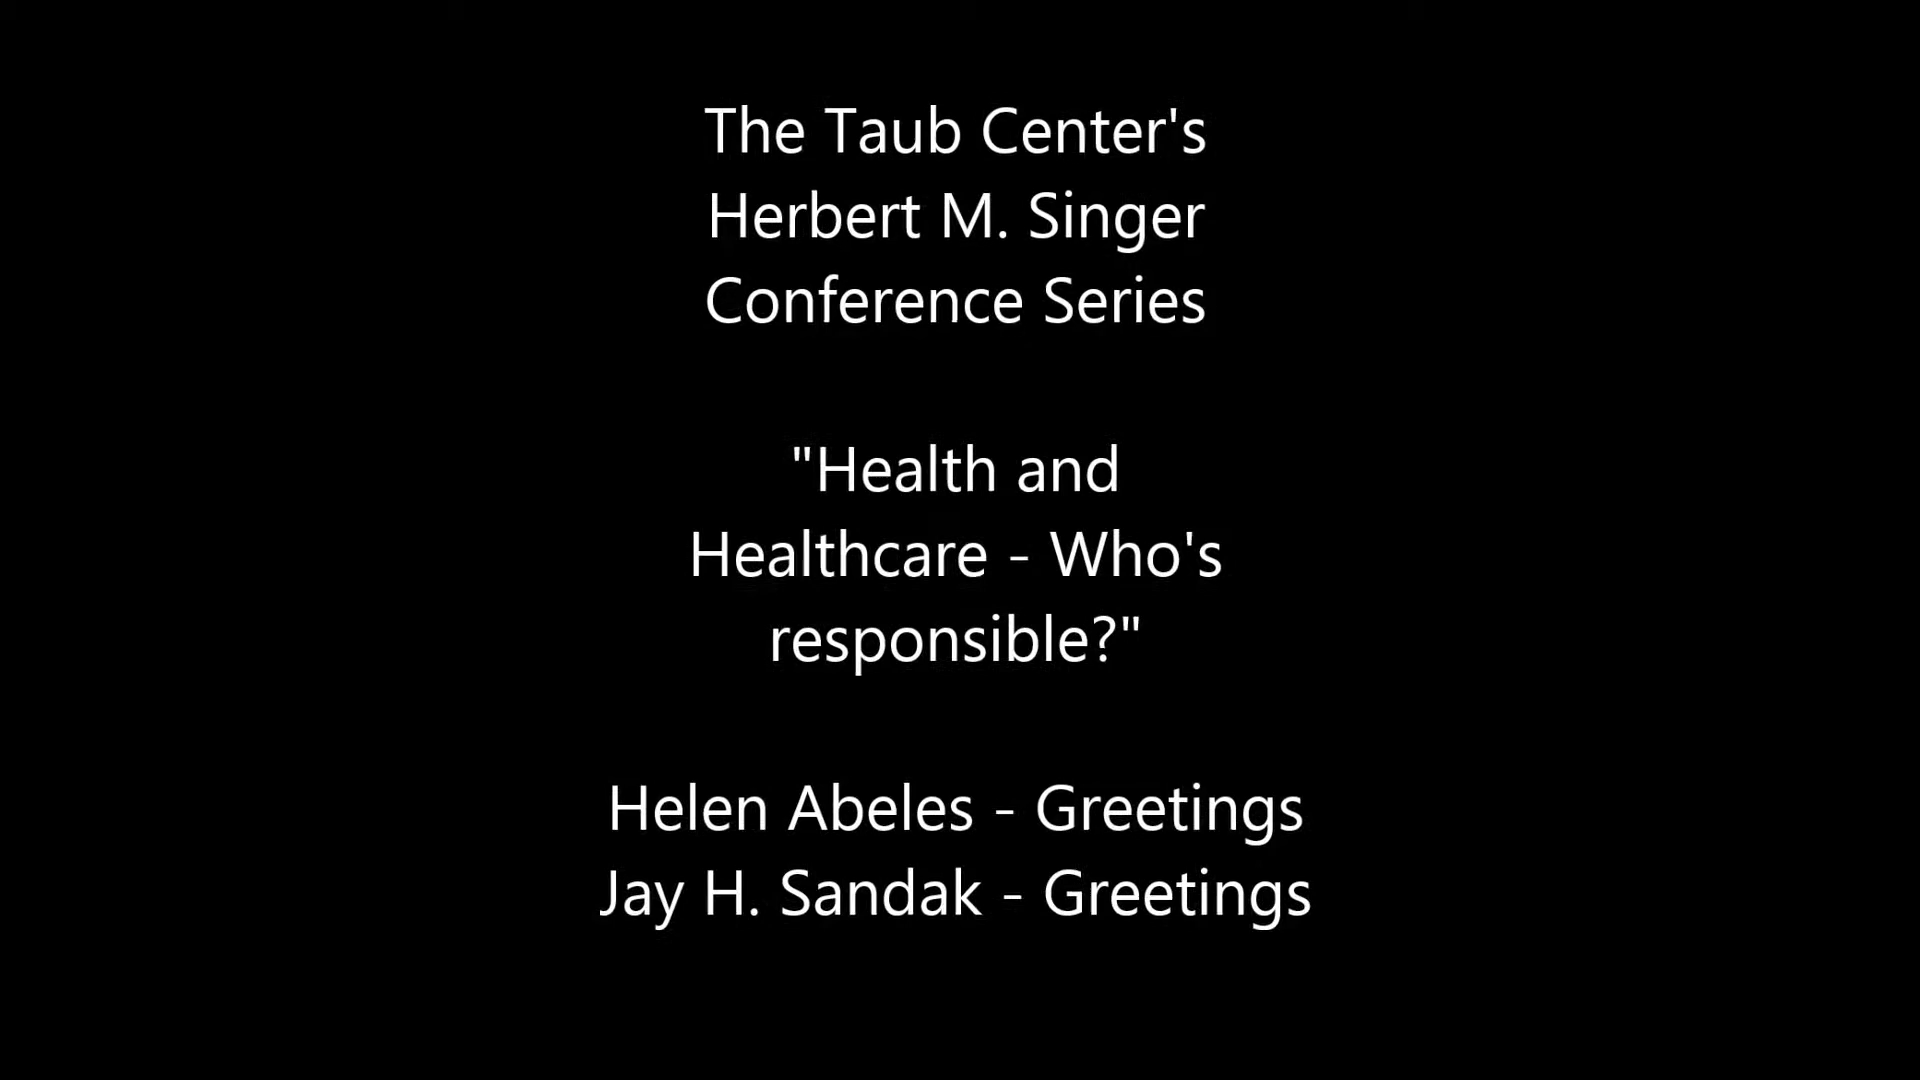 The Taub Center's
Herbert M. Singer
Conference Series
"Health and
Healthcare - Who's
responsible?"
Helen Abeles - Greetings
Jay H. Sandak - Greetings